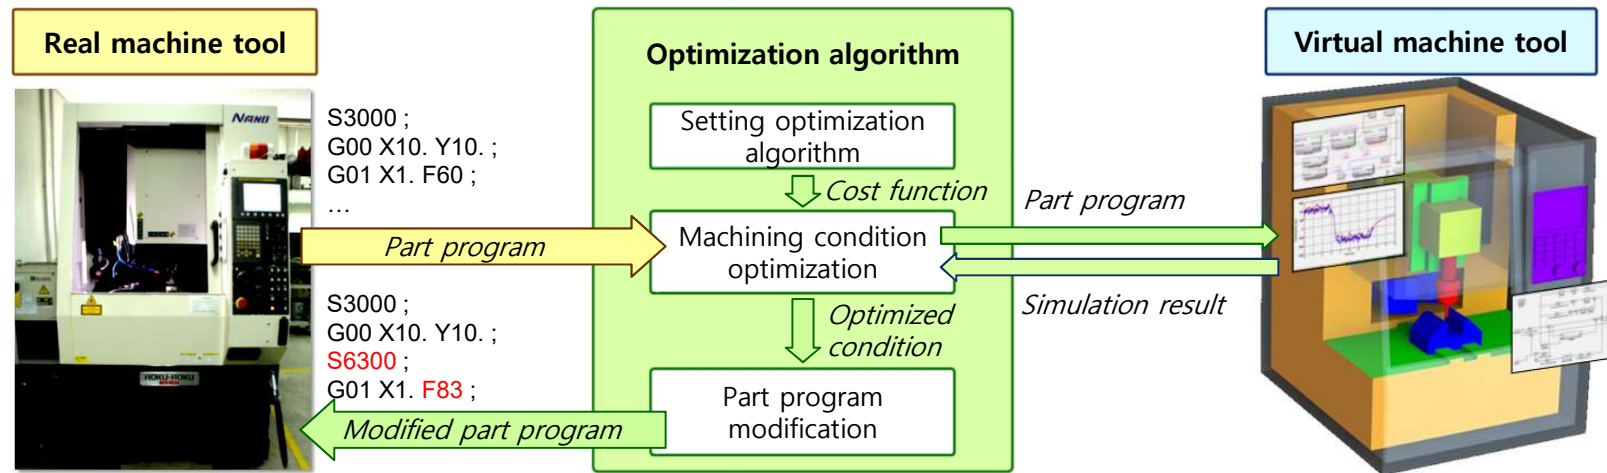 Real machine tool
Optimization algorithm
Virtual machine tool
NANO
S3000 ;
G00 X10. Y10. ;
G01 X1. F60 ;
...
Part program
S3000 ;
G00 X10. Y10. ;
S6300 ;
G01 X1. F83 ;
Modified part program
HOKU-HOKU
Setting optimization
algorithm
Cost function
Machining condition
optimization
Optimized
condition
Part program
modification
Part program
Simulation result